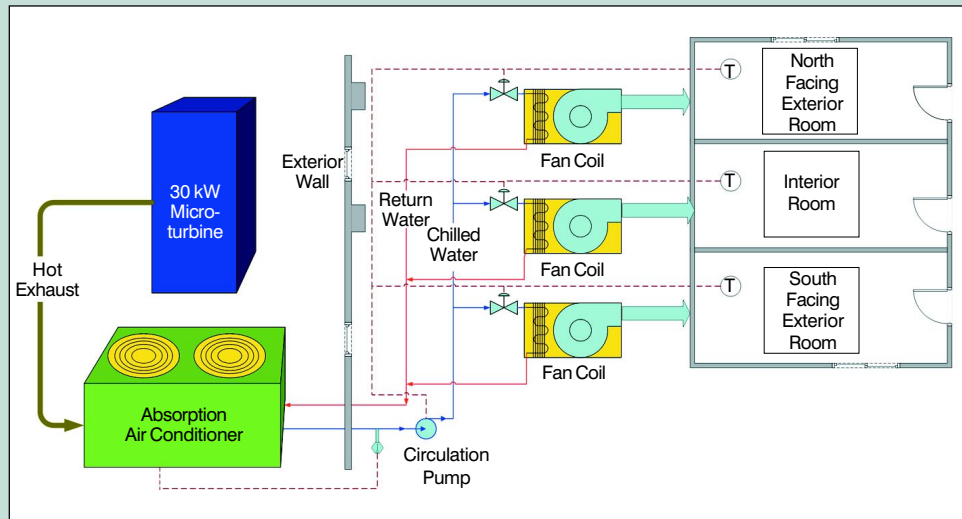 30 kW
Micro-
turbine
Hot
Exhaust
Absorption
Air Conditioner
Exterior
Wall
Return
Water
Chilled
Water
Circulation
Pump
Fan Coil
Fan Coil
Fan Coil
T
North
Facing
Exterior
Room
T
Interior
Room
T
South
Facing
Exterior
Room